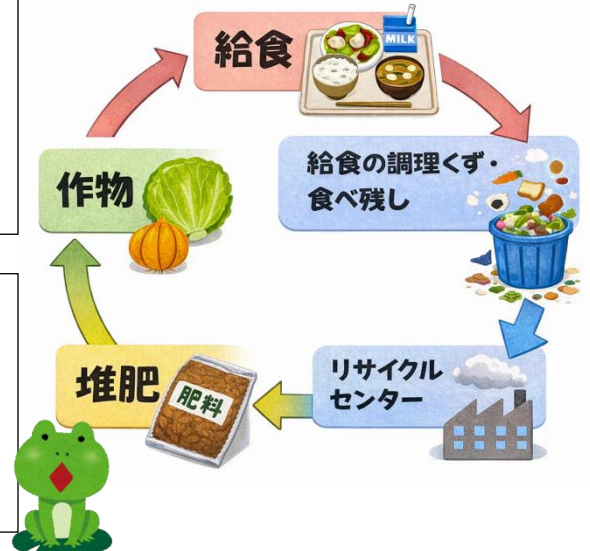 給食
MILK
給食の調理くず・
食べ残し
リサイクル
センター
堆肥
肥料
作物